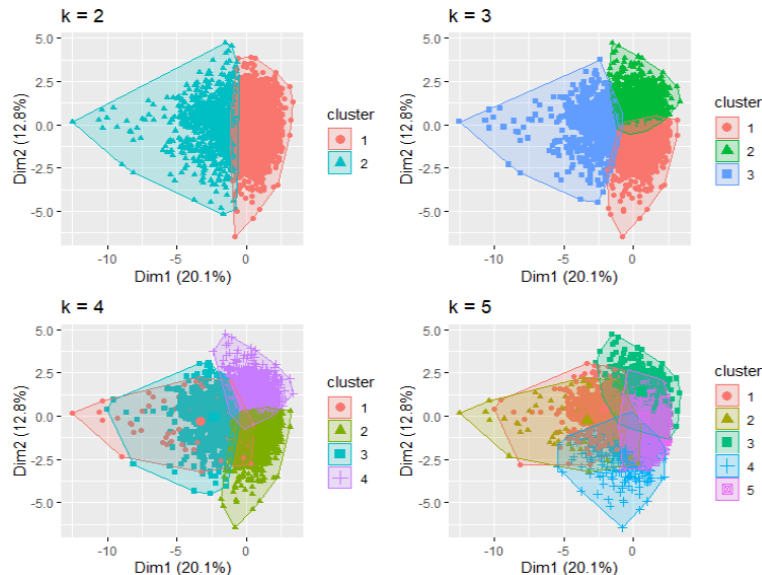 k = 2
5.0
2.5
0.0
-2.5
-5.0
Dim2 (12.8%)
-10
-5
0
Dim1 (20.1%)
cluster
1
2
k = 3
5.0
2.5
0.0
-2.5
-5.0
Dim2 (12.8%)
-10
-5
0
Dim1 (20.1%)
cluster
1
2
3
k = 4
5.0
2.5
0.0
-2.5
-5.0
Dim2 (12.8%)
-10
-5
0
Dim1 (20.1%)
cluster
1
2
3
4
k = 5
5.0
2.5
0.0
-2.5
-5.0
Dim2 (12.8%)
-10
-5
0
Dim1 (20.1%)
cluster
1
2
3
4
5